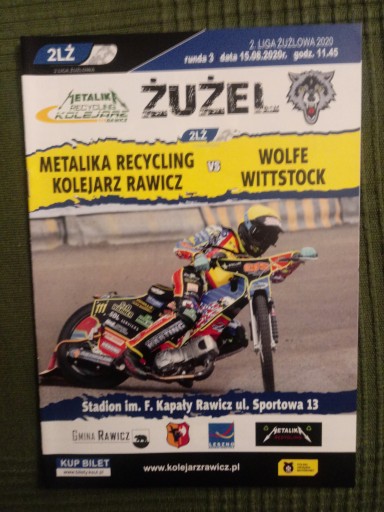 2LŻ
2. LIGA ŻUŻLOWA 2020
runda 3 data 15.08.2020r. godz. 11.45
METALIKA
RECYCLING
KOLEJARZ
RAWICZ
ŻUŻEL
2LŻ
METALIKA RECYCLING
KOLEJARZ RAWICZ
vs
WOLFE
WITTSTOCK
Stadion im. F. Kapały Rawicz ul. Sportowa 13
GMINA RAWICZ
LESZNO
METALIKA
RECYCLING
KUP BILET
www.kolejarzrawicz.pl